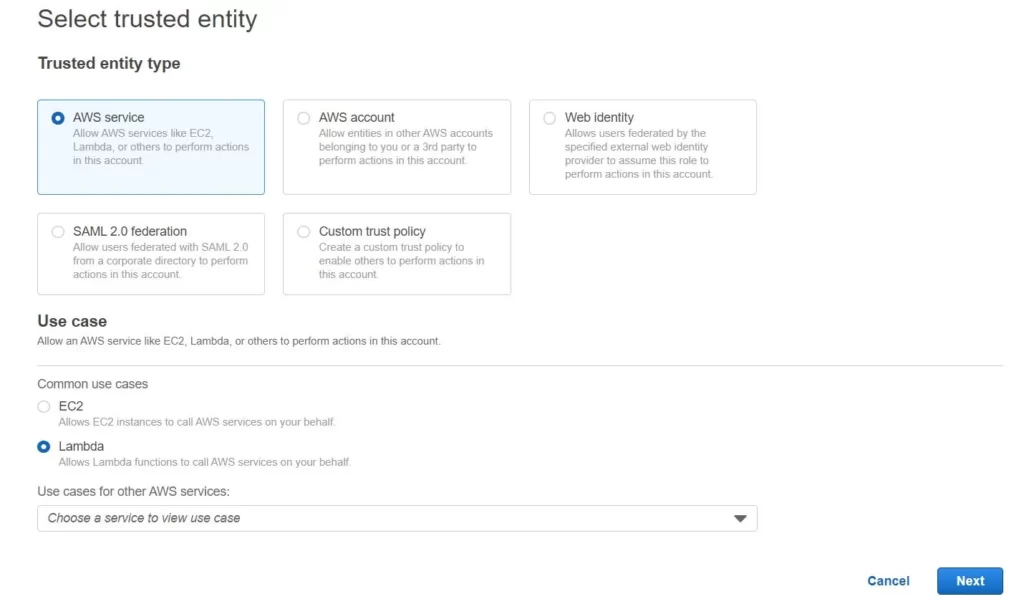 Select trusted entity
Trusted entity type
AWS service
Allow AWS services like EC2,
Lambda, or others to perform actions
in this account.
AWS account
Allow entities in other AWS accounts
belonging to you or a 3rd party to
perform actions in this account.
Web identity
Allows users federated by the
specified external web identity
provider to assume this role to
perform actions in this account.
SAML 2.0 federation
Allow users federated with SAML 2.0
from a corporate directory to perform
actions in this account.
Custom trust policy
Create a custom trust policy to
enable others to perform actions in
this account.
Use case
Allow an AWS service like EC2, Lambda, or others to perform actions in this account.
Common use cases
EC2
Allows EC2 instances to call AWS services on your behalf.
Lambda
Allows Lambda functions to call AWS services on your behalf.
Use cases for other AWS services:
Choose a service to view use case
Cancel
Next